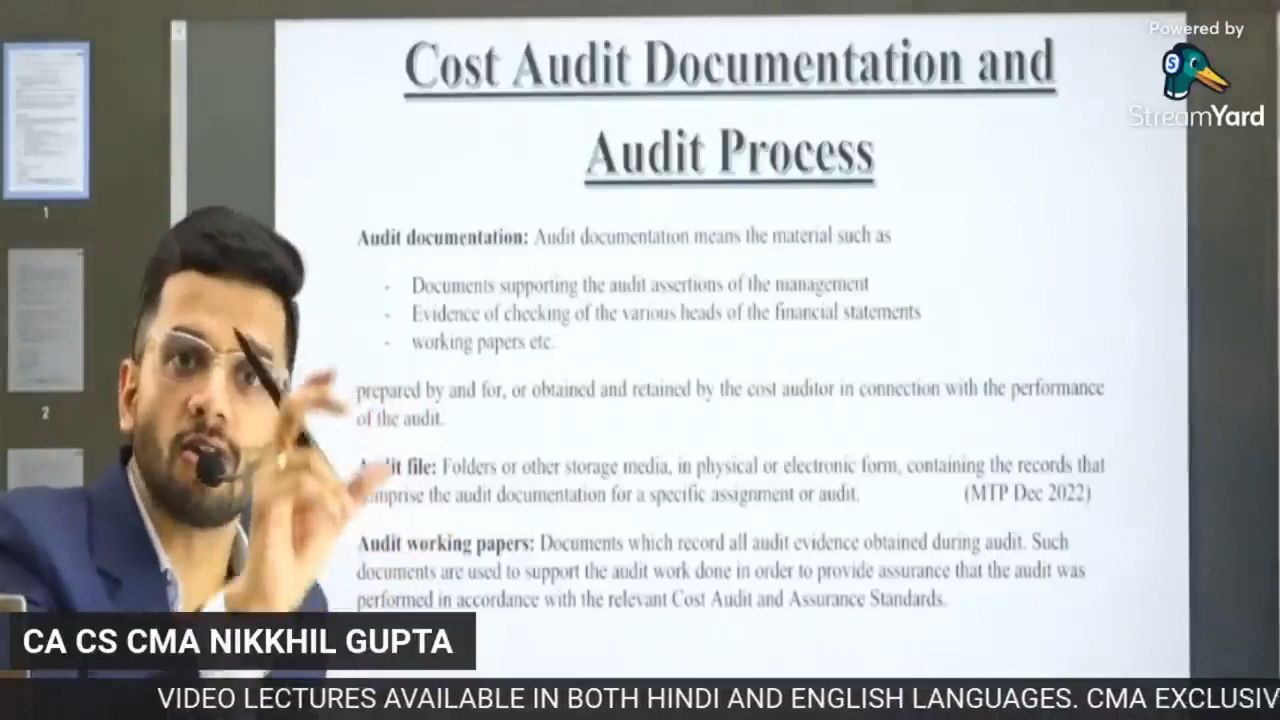 Cost Audit Documentation and
Audit Process
Powered by
StreamYard
Audit documentation: Audit documentation means the material such as
- Documents supporting the audit assertions of the management
- Evidence of checking of the various heads of the financial statements
- working papers etc.
prepared by and for, or obtained and retained by the cost auditor in connection with the performance
of the audit.
file: Folders or other storage media, in physical or electronic form, containing the records that
the audit documentation for a specific assignment or audit. (MTP Dec 2022)
Audit working papers: Documents which record all audit evidence obtained during audit. Such
documents are used to support the audit work done in order to provide assurance that the audit was
performed in accordance with the relevant Cost Audit and Assurance Standards.
1
2
CA CS CMA NIKKHIL GUPTA
VIDEO LECTURES AVAILABLE IN BOTH HINDI AND ENGLISH LANGUAGES. CMA EXCLUSIV